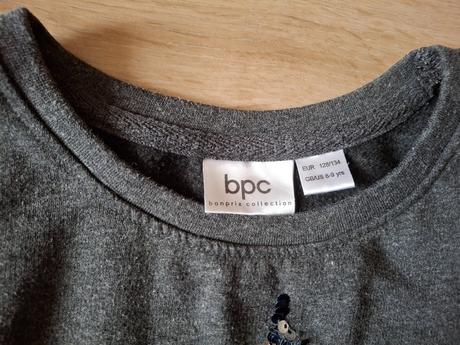 bpc
bonprix collection
EUR 128/134
GB/US 8-9 yrs